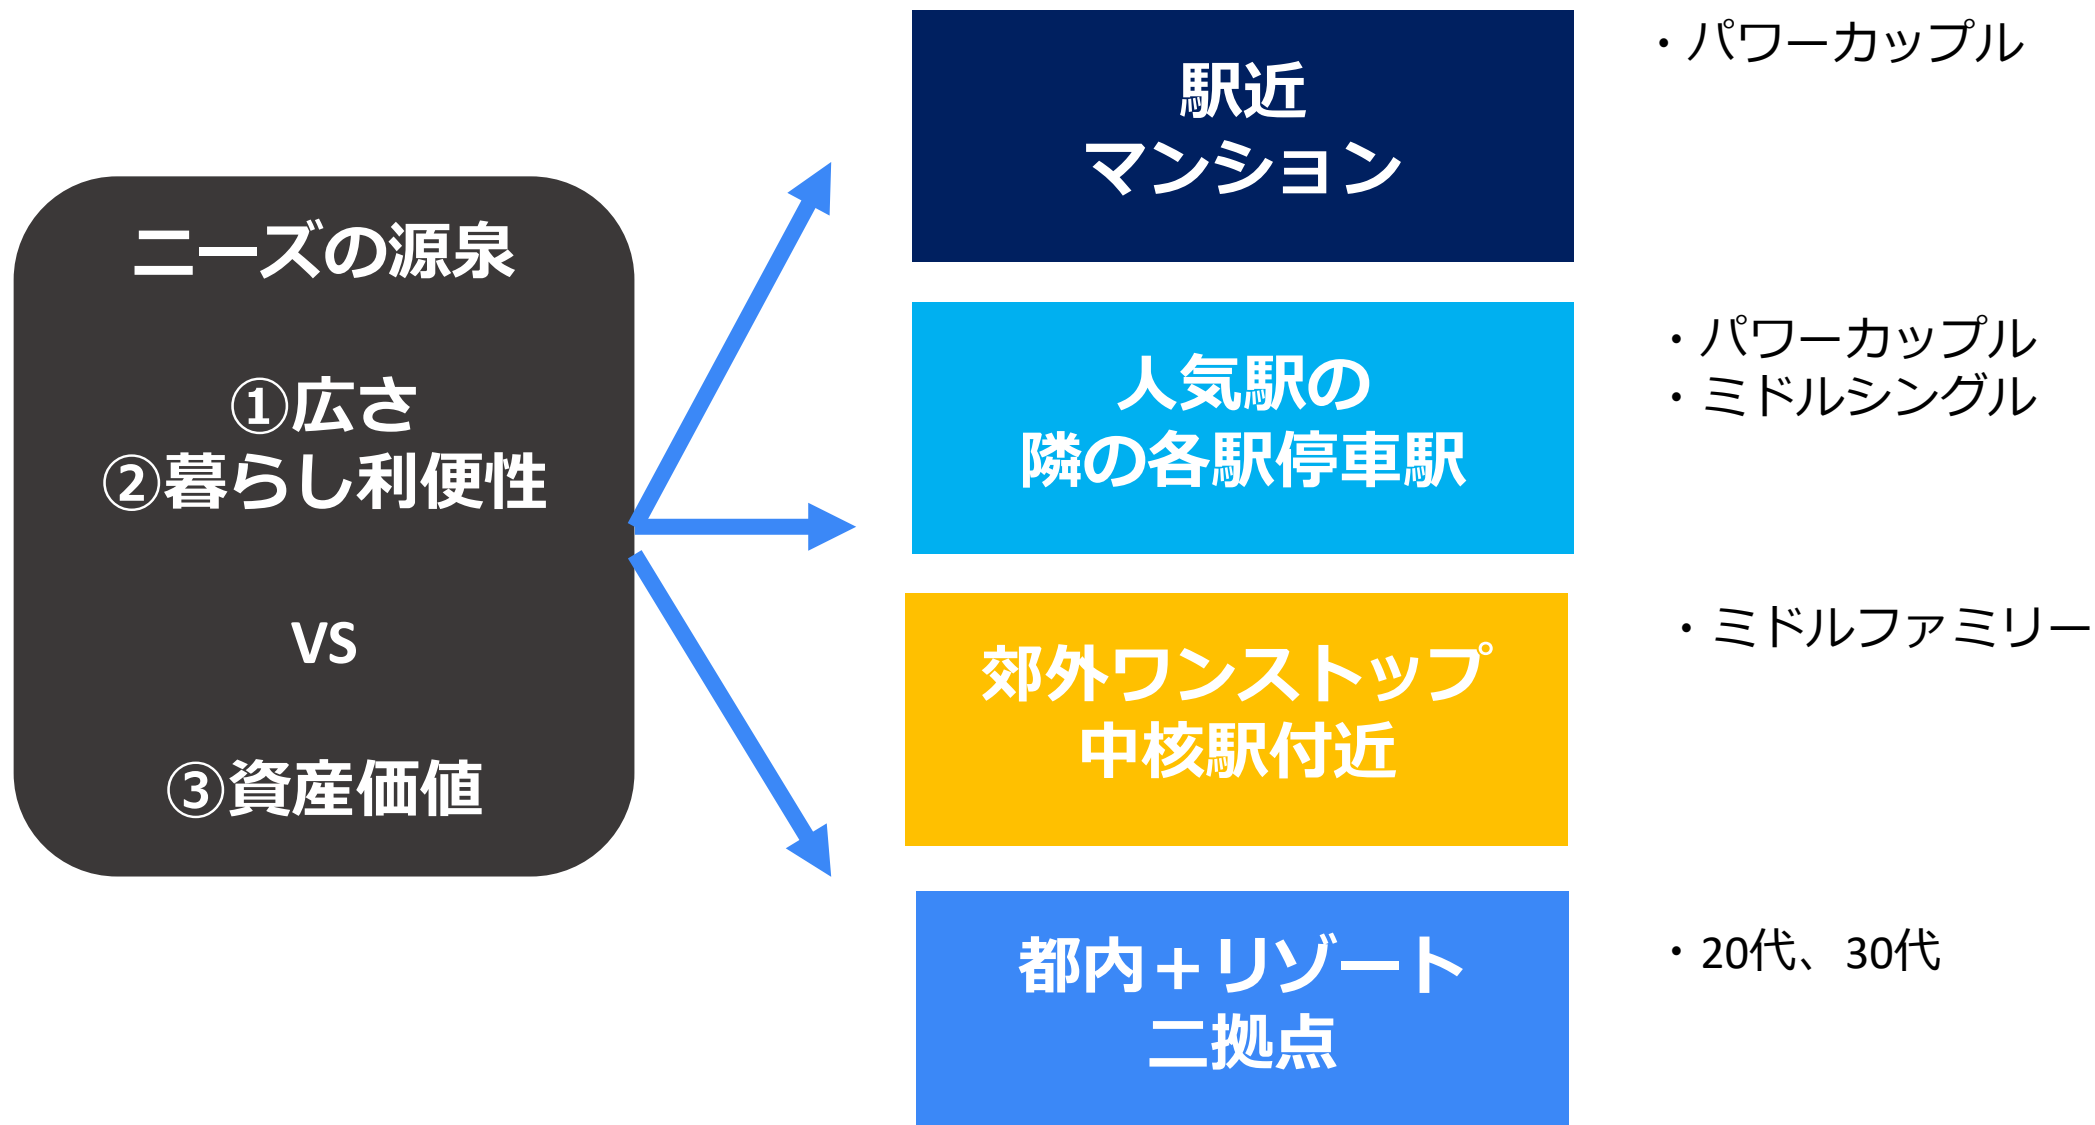 ニーズの源泉
①広さ
②暮らし利便性
VS
③資産価値
駅近
マンション
・パワーカップル
人気駅の
隣の各駅停車駅
・パワーカップル
・ミドルシングル
郊外ワンストップ
中核駅付近
・ミドルファミリー
都内＋リゾート
二拠点
・20代、30代